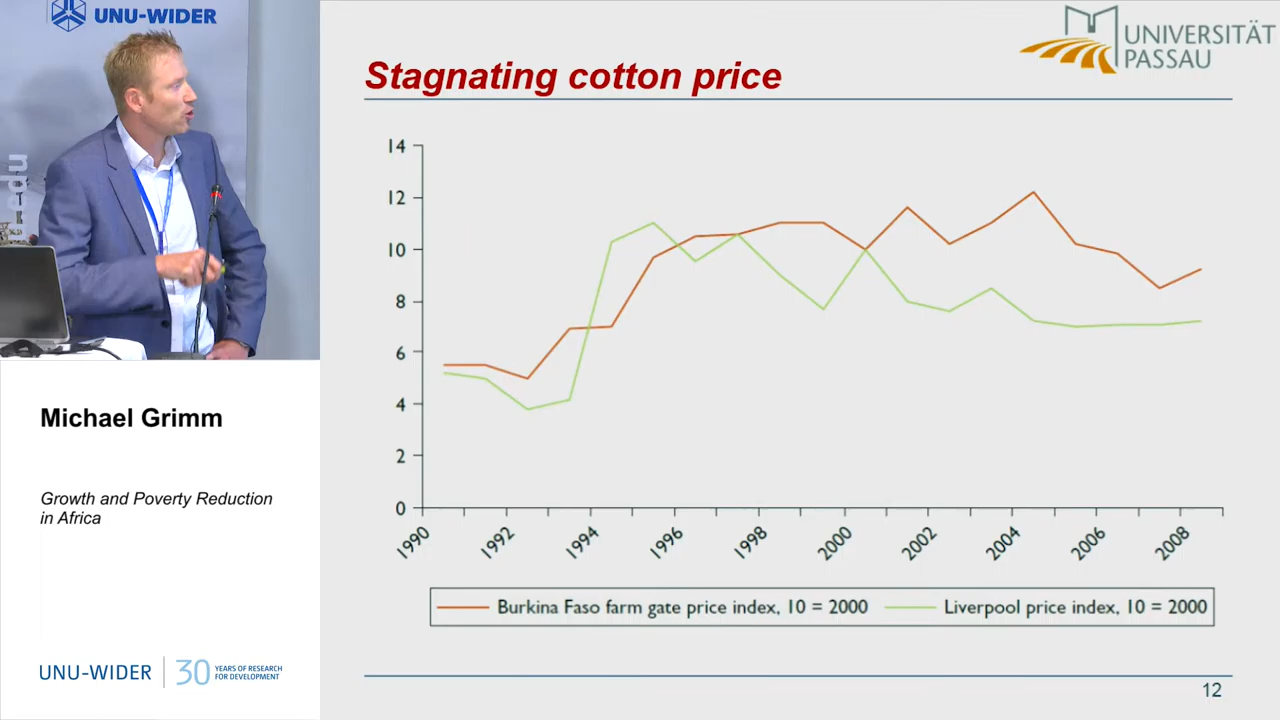 UNU-WIDER
.edu
Michael Grimm
Growth and Poverty Reduction
in Africa
UNU-WIDER
30
YEARS OF RESEARCH
FOR DEVELOPMENT
UNIVERSITÄT
PASSAU
Stagnating cotton price
14
12
10
8
6
4
2
0
1990
1992
1994
1996
1998
2000
2002
2004
2006
2008
Burkina Faso farm gate price index, 10 = 2000
Liverpool price index, 10 = 2000
12